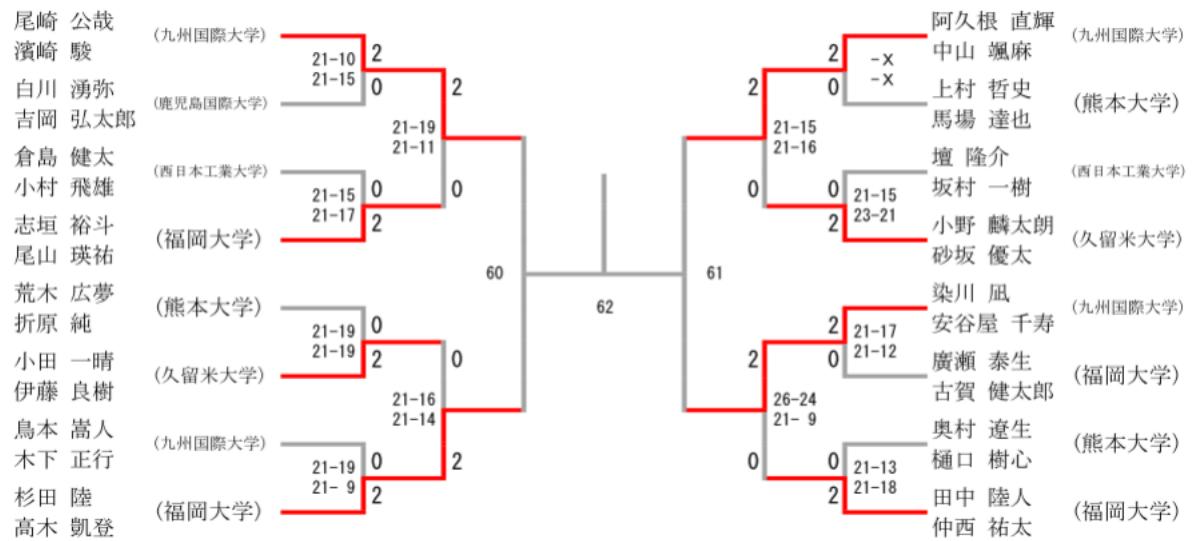 尾崎 公哉
濱崎 駿
(九州国際大学)
21-10
21-15
2
0
白川 湧弥
吉岡 弘太郎
(鹿児島国際大学)
21-19
21-11
2
0
倉島 健太
小村 飛雄
(西日本工業大学)
21-15
21-17
0
2
志垣 裕斗
尾山 瑛祐
(福岡大学)
60
荒木 広夢
折原 純
(熊本大学)
21-19
21-19
0
2
小田 一晴
伊藤 良樹
(久留米大学)
21-16
21-14
0
2
鳥本 嵩人
木下 正行
(九州国際大学)
21-19
21- 9
0
2
杉田 陸
高木 凱登
(福岡大学)
62
阿久根 直輝
中山 颯麻
(九州国際大学)
2
0
-X
-X
上村 哲史
馬場 達也
(熊本大学)
2
0
21-15
21-16
壇 隆介
坂村 一樹
(西日本工業大学)
0
2
21-15
23-21
小野 麟太朗
砂坂 優太
(久留米大学)
61
染川 凪
安谷屋 千寿
(九州国際大学)
2
0
21-17
21-12
廣瀬 泰生
古賀 健太郎
(福岡大学)
2
0
26-24
21- 9
奥村 遼生
樋口 樹心
(熊本大学)
0
2
21-13
21-18
田中 陸人
仲西 祐太
(福岡大学)